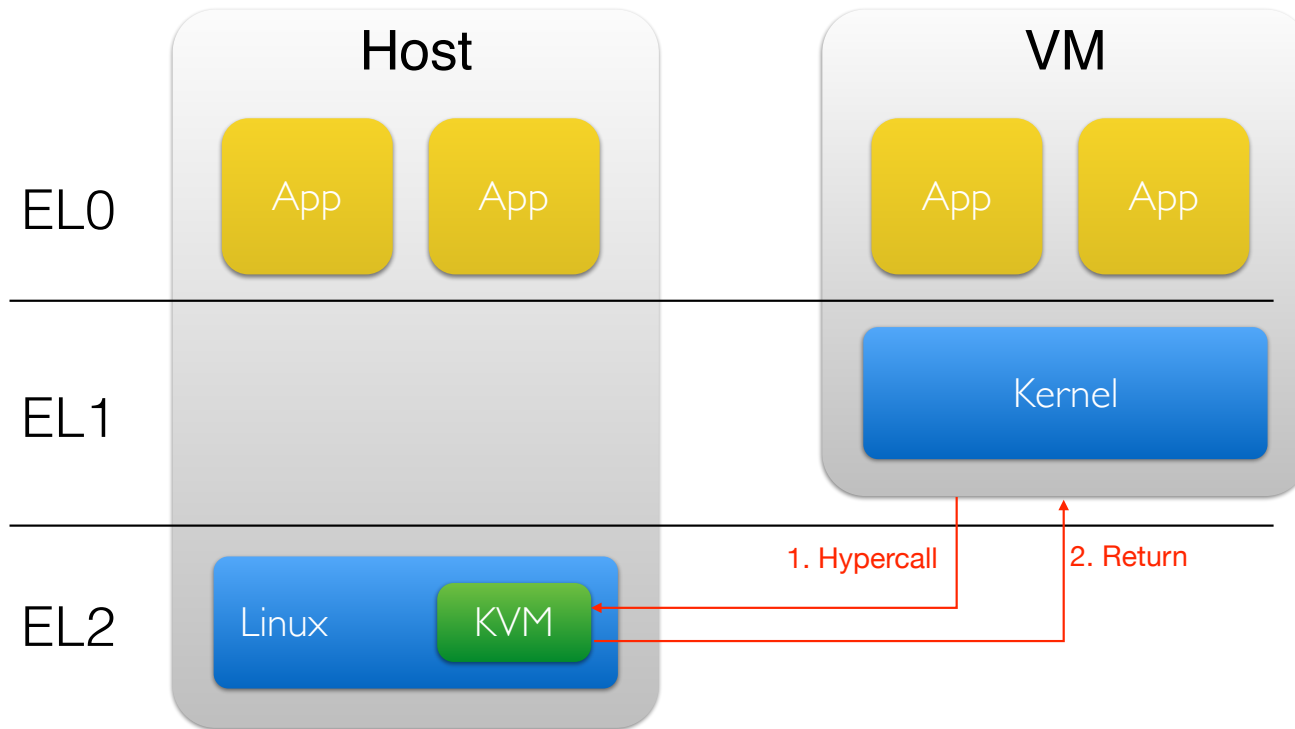 Host
VM
EL0
App
App
App
App
EL1
Kernel
1. Hypercall
2. Return
EL2
Linux
KVM